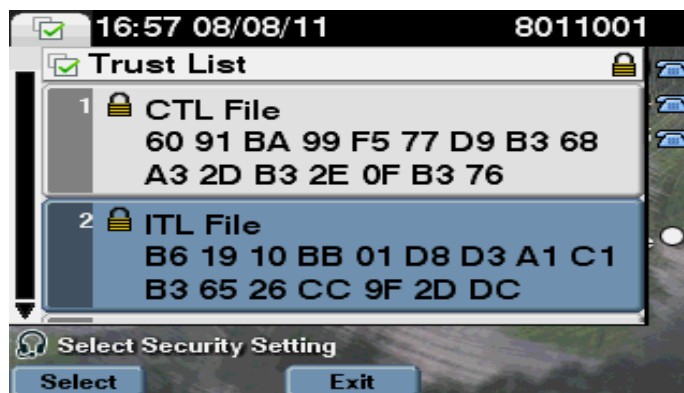 16:57 08/08/11 8011001
Trust List
1 CTL File
60 91 BA 99 F5 77 D9 B3 68
A3 2D B3 2E 0F B3 76
2 ITL File
B6 19 10 BB 01 D8 D3 A1 C1
B3 65 26 CC 9F 2D DC
Select Security Setting
Select Exit